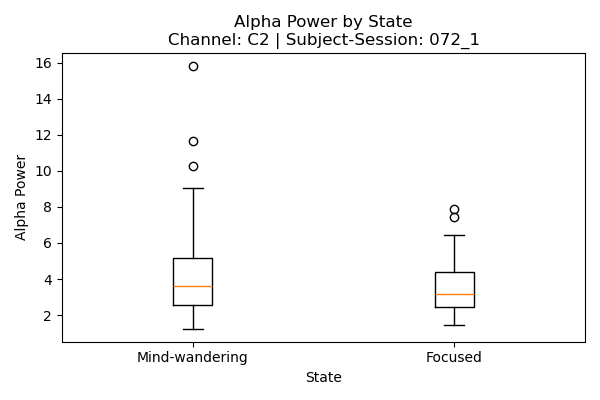 Alpha Power by State
Channel: C2 | Subject-Session: 072_1
Alpha Power
16
14
12
10
8
6
4
2
Mind-wandering
Focused
State